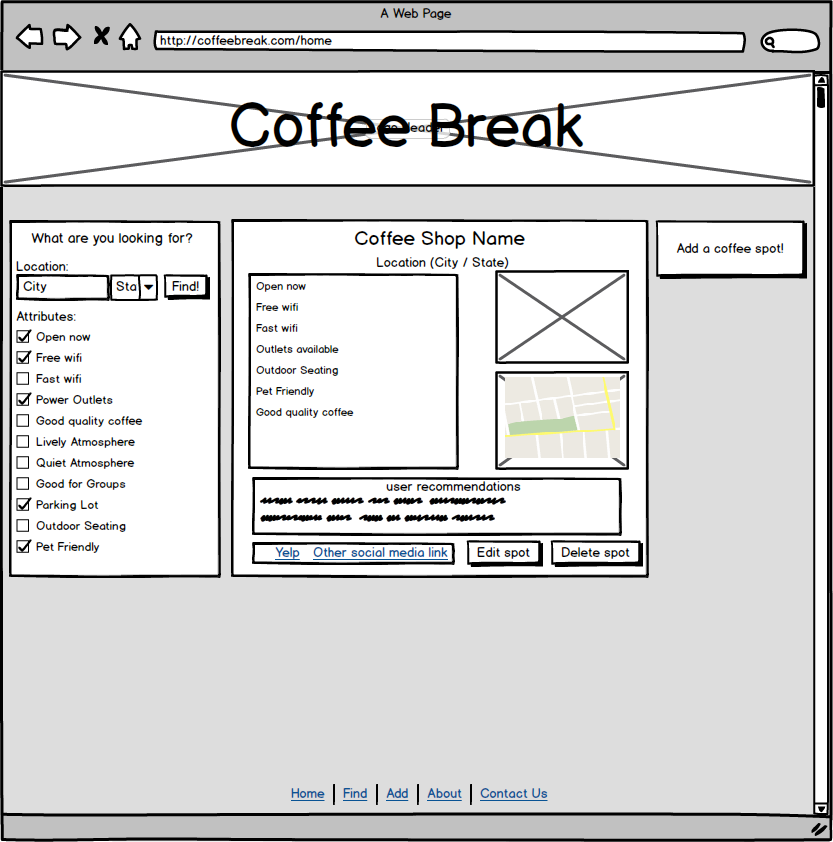 A Web Page
http://coffeebreak.com/home
Coffee Break
What are you looking for?
Location:
City
Sta
Find!
Attributes:
Open now
Free wifi
Fast wifi
Power Outlets
Good quality coffee
Lively Atmosphere
Quiet Atmosphere
Good for Groups
Parking Lot
Outdoor Seating
Pet Friendly
Coffee Shop Name
Location (City / State)
Open now
Free wifi
Fast wifi
Outlets available
Outdoor Seating
Pet Friendly
Good quality coffee
user recommendations
Yelp Other social media link
Edit spot
Delete spot
Add a coffee spot!
Home Find Add About Contact Us